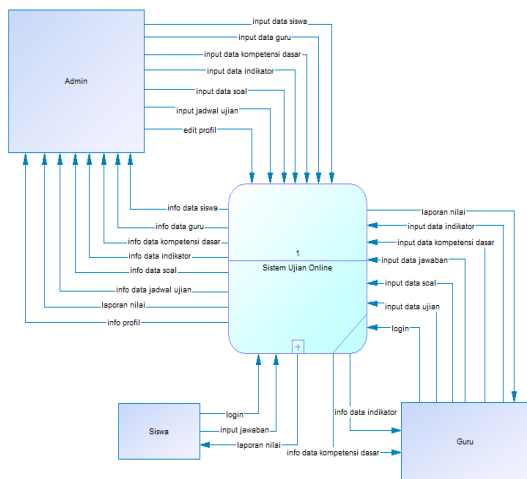 input data siswa
input data guru
input data kompetensi dasar
input data indikator
input data soal
input jadwal ujian
edit profil
Admin
info data siswa
info data guru
info data kompetensi dasar
info data indikator
info data soal
info data jadwal ujian
laporan nilai
info profil
1
Sistem Ujian Online
+
laporan nilai
input data indikator
input data kompetensi dasar
input data jawaban
input data soal
input data ujian
login
Siswa
login
input jawaban
laporan nilai
info data indikator
info data kompetensi dasar
Guru